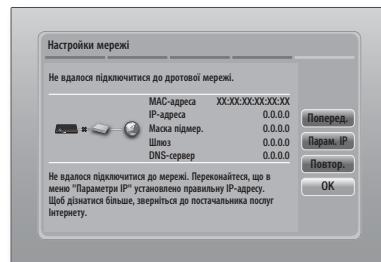 Настройки мережі
Не вдалося підключитися до дротової мережі.
MAC-адреса XX:XX:XX:XX:XX:XX
IP-адреса 0.0.0.0
Маска підмер. 0.0.0.0
Шлюз 0.0.0.0
DNS-сервер 0.0.0.0
Не вдалося підключитися до мережі. Переконайтеся, що в
меню "Параметри IP" установлено правильну IP-адресу.
Щоб дізнатися більше, зверніться до постачальника послуг
Інтернету.
Поперед.
Парам. IP
Повтор.
OK